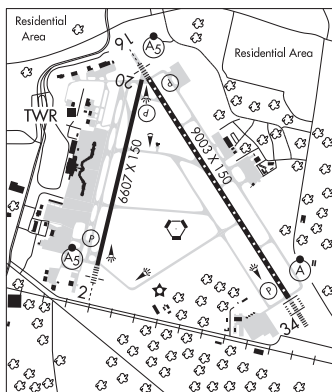 Residential
Area
Residential Area
16
A5
20
P
P
TWR
6607 X 150
9003 X 150
P
A5
2
A
P
34